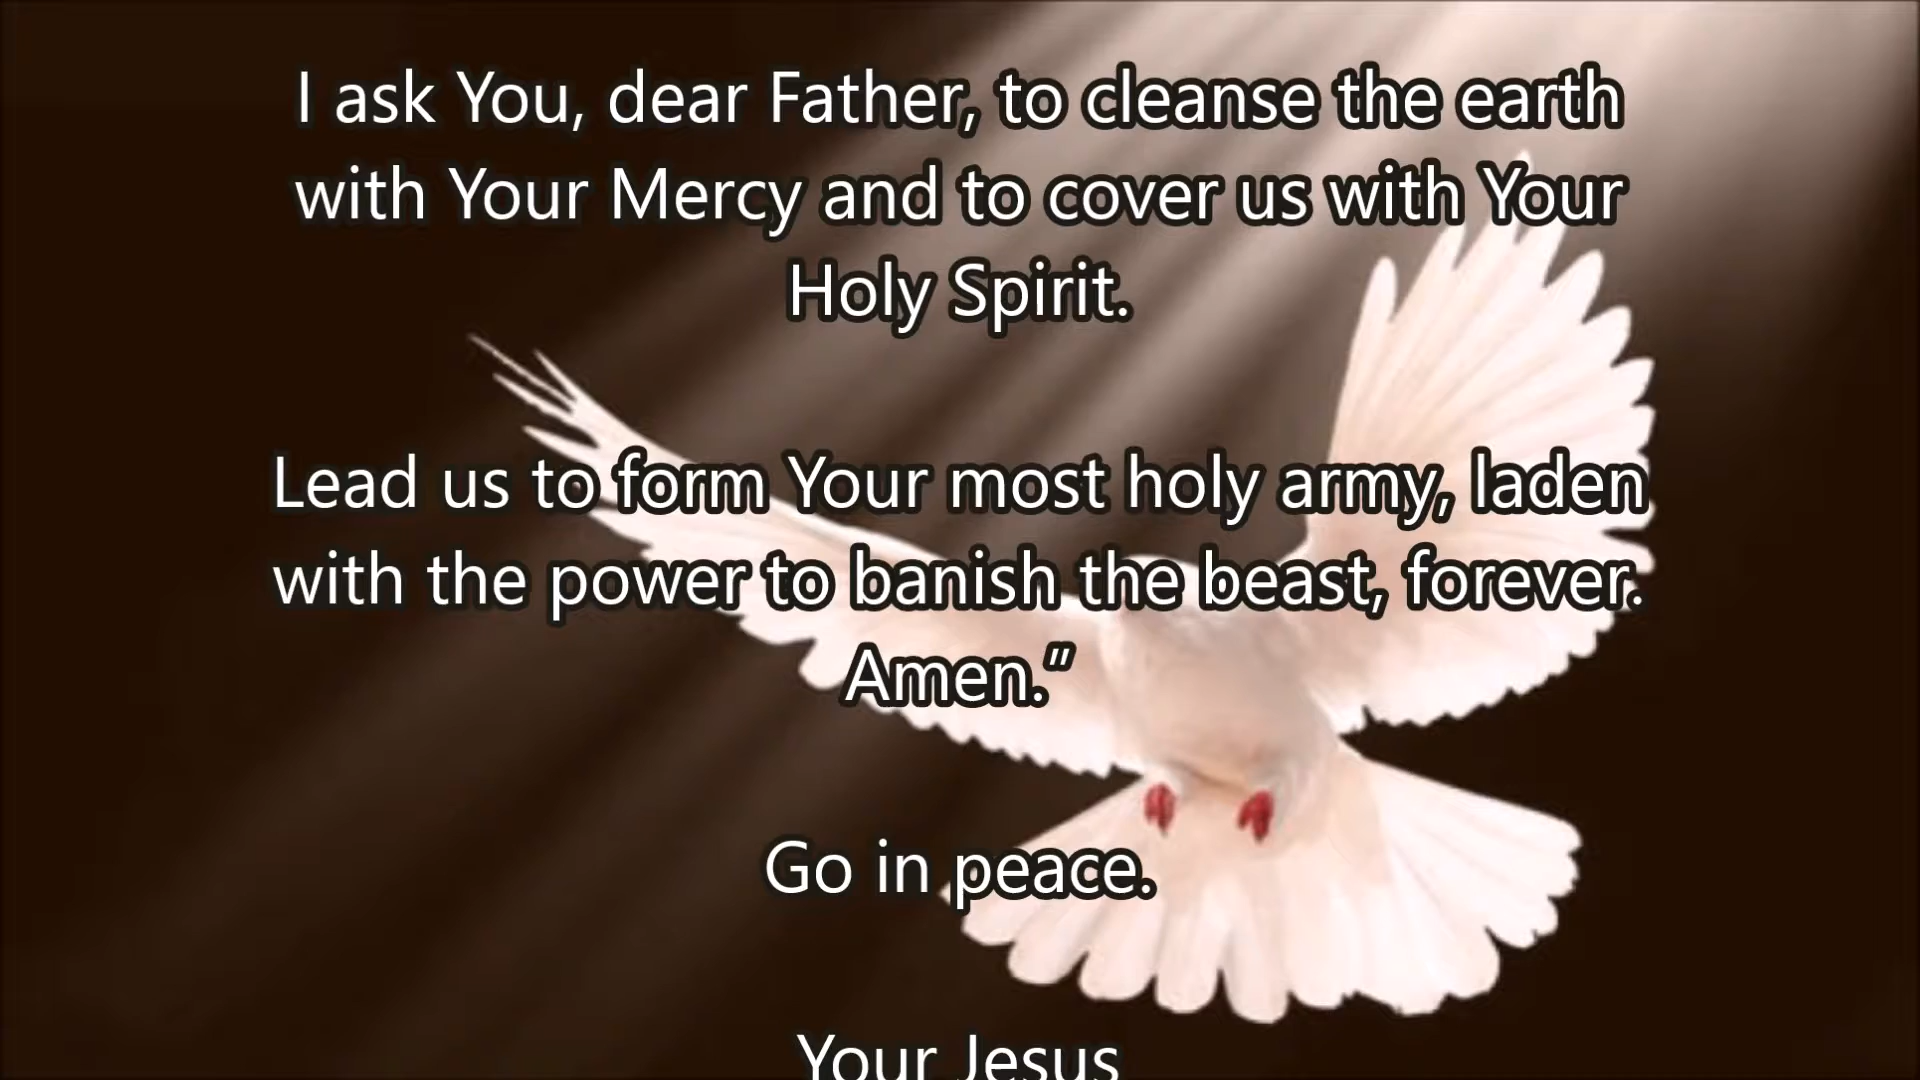 I ask You, dear Father, to cleanse the earth
with Your Mercy and to cover us with Your
Holy Spirit.
Lead us to form Your most holy army, laden
with the power to banish the beast, forever.
Amen.”
Go in peace.
Your Jesus